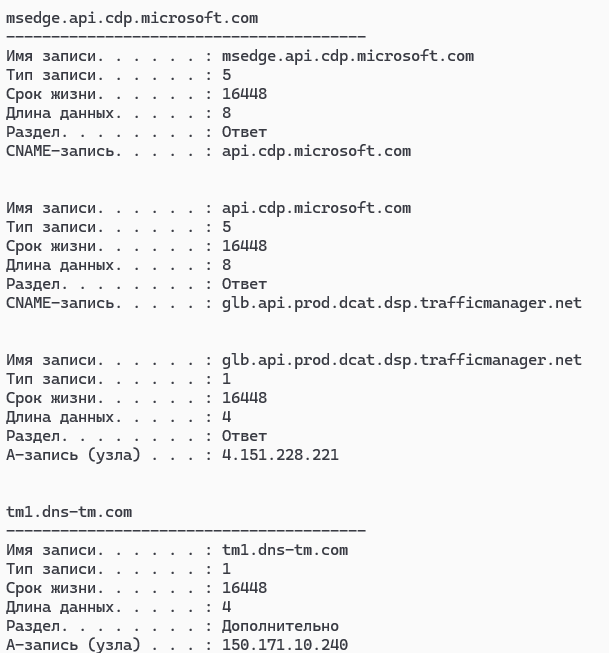 msedge.api.cdp.microsoft.com
----------------------------------------
Имя записи. . . . . . : msedge.api.cdp.microsoft.com
Тип записи. . . . . . : 5
Срок жизни. . . . . . : 16448
Длина данных. . . . . : 8
Раздел. . . . . . . . : Ответ
CNAME-запись. . . . . : api.cdp.microsoft.com
Имя записи. . . . . . : api.cdp.microsoft.com
Тип записи. . . . . . : 5
Срок жизни. . . . . . : 16448
Длина данных. . . . . : 8
Раздел. . . . . . . . : Ответ
CNAME-запись. . . . . : glb.api.prod.dcat.dsp.trafficmanager.net
Имя записи. . . . . . : glb.api.prod.dcat.dsp.trafficmanager.net
Тип записи. . . . . . : 1
Срок жизни. . . . . . : 16448
Длина данных. . . . . : 4
Раздел. . . . . . . . : Ответ
А-запись (узла) . . . : 4.151.228.221
tm1.dns-tm.com
----------------------------------------
Имя записи. . . . . . : tm1.dns-tm.com
Тип записи. . . . . . : 1
Срок жизни. . . . . . : 16448
Длина данных. . . . . : 4
Раздел. . . . . . . . : Дополнительно
А-запись (узла) . . . : 150.171.10.240